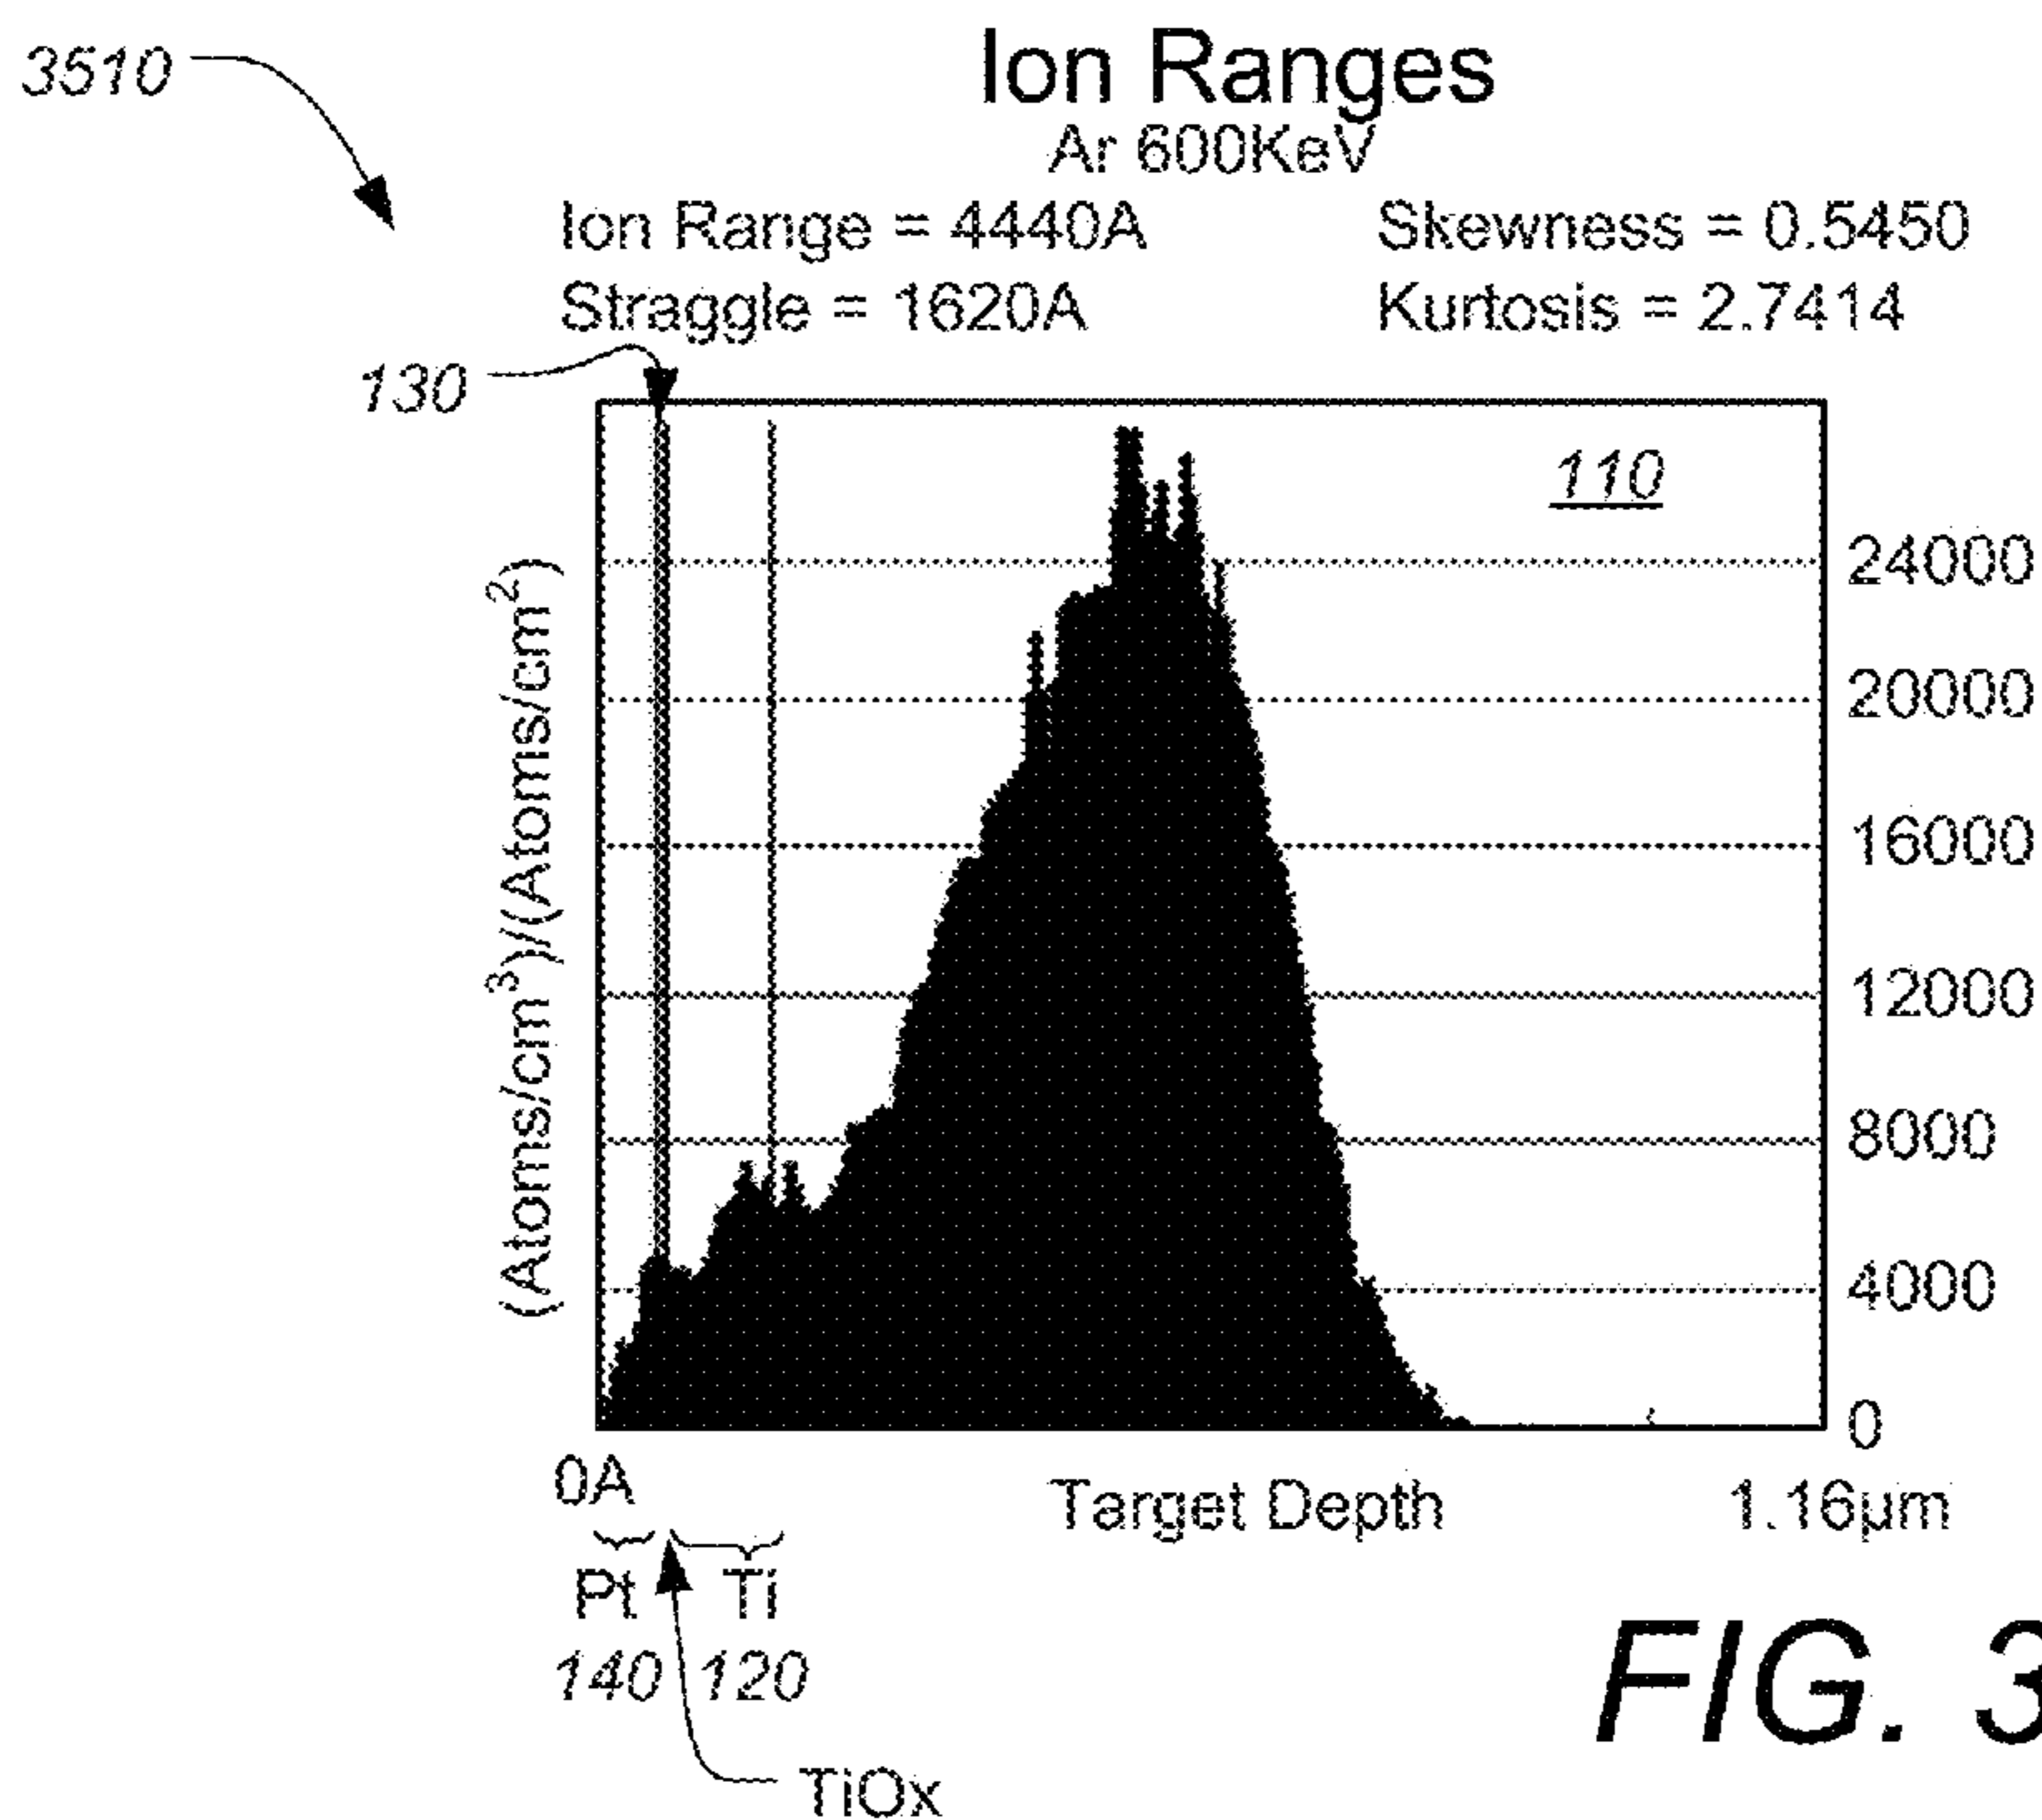 3510
Ion Ranges
Ar 600KeV
Ion Range = 4440A
Skewness = 0.5450
Straggle = 1620A
Kurtosis = 2.7414
130
110
(Atoms/cm³)/(Atoms/cm²)
24000
20000
16000
12000
8000
4000
0
0A
Target Depth
1.16µm
Pt
Ti
140
120
TiOx
FIG. 3